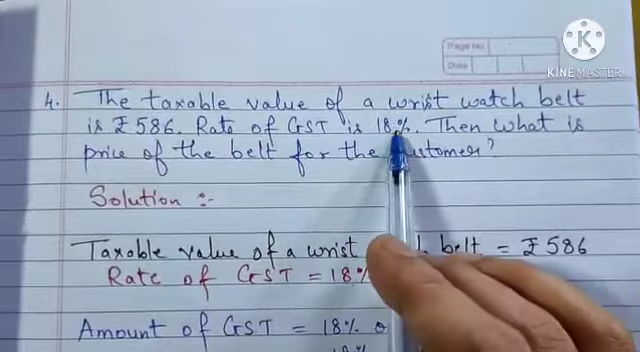 KINEMASTER
Page No
Date
4. The taxable value of a wrist watch belt
is ₹586. Rate of GST is 18%. Then what is
price of the belt for the customer?
Solution :-
Taxable value of a wrist belt = ₹586
Rate of GST = 18%
Amount of GST = 18%
18%